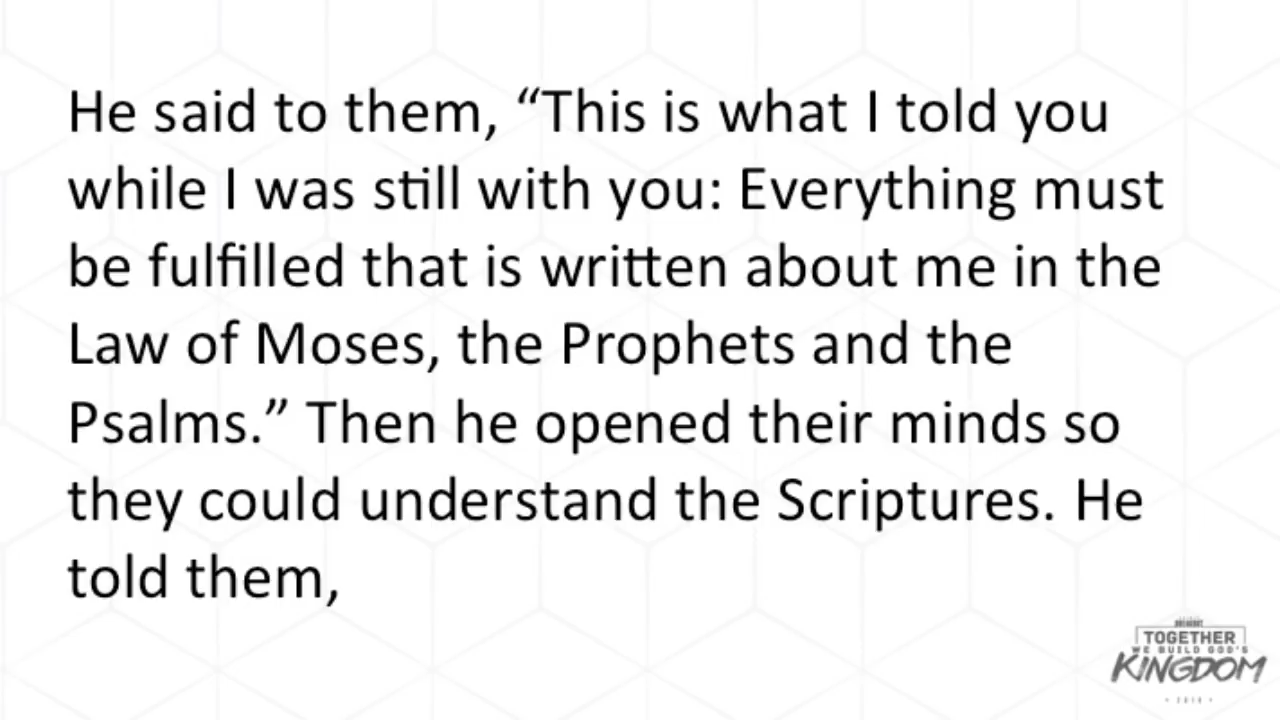 He said to them, “This is what I told you
while I was still with you: Everything must
be fulfilled that is written about me in the
Law of Moses, the Prophets and the
Psalms.” Then he opened their minds so
they could understand the Scriptures. He
told them,
TOGETHER
WE BUILD GOD'S
KINGDOM